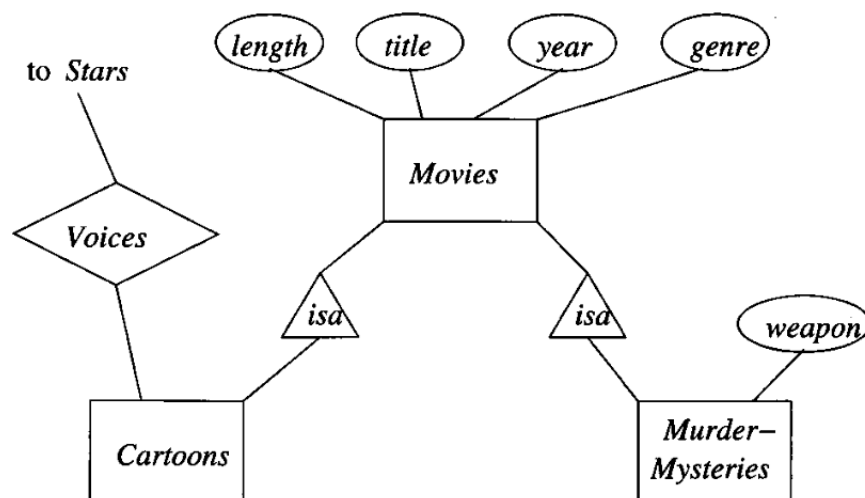 length
title
year
genre
to Stars
Movies
Voices
isa
isa
weapon
Cartoons
Murder–
Mysteries